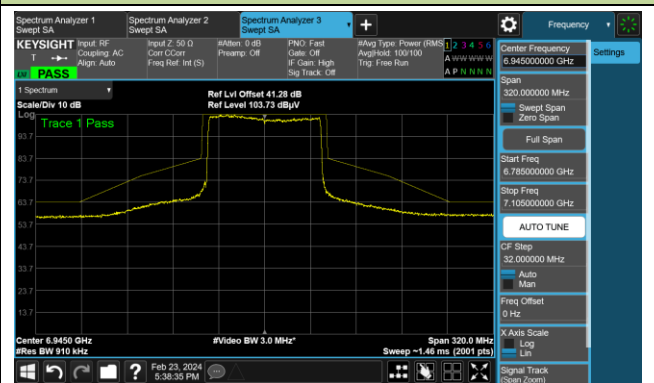 Spectrum Analyzer 1
Swept SA
Spectrum Analyzer 2
Swept SA
Spectrum Analyzer 3
Swept SA
Frequency
KEYSIGHT
T
PASS
Input: RF
Coupling: AC
Align: Auto
Input Z: 50 Ω
Corr CCorr
Freq Ref: Int (S)
#Atten: 0 dB
Preamp: Off
PNO: Fast
Gate: Off
IF Gain: High
Sig Track: Off
#Avg Type: Power (RMS
Avg|Hold: 100/100
Trig: Free Run
1 2 3 4 5 6
A W W W W W
A P N N N N
1 Spectrum
Scale/Div 10 dB
Log
Ref Lvl Offset 41.28 dB
Ref Level 103.73 dBµV
Trace 1 Pass
93.7
83.7
73.7
63.7
53.7
43.7
33.7
23.7
13.7
Center 6.9450 GHz
#Res BW 910 kHz
#Video BW 3.0 MHz*
Span 320.0 MHz
Sweep ~1.46 ms (2001 pts)
Feb 23, 2024
5:38:35 PM
Center Frequency
6.945000000 GHz
Settings
Span
320.000000 MHz
Swept Span
Zero Span
Full Span
Start Freq
6.785000000 GHz
Stop Freq
7.105000000 GHz
AUTO TUNE
CF Step
32.000000 MHz
Auto
Man
Freq Offset
0 Hz
X Axis Scale
Log
Lin
Signal Track
(Span Zoom)